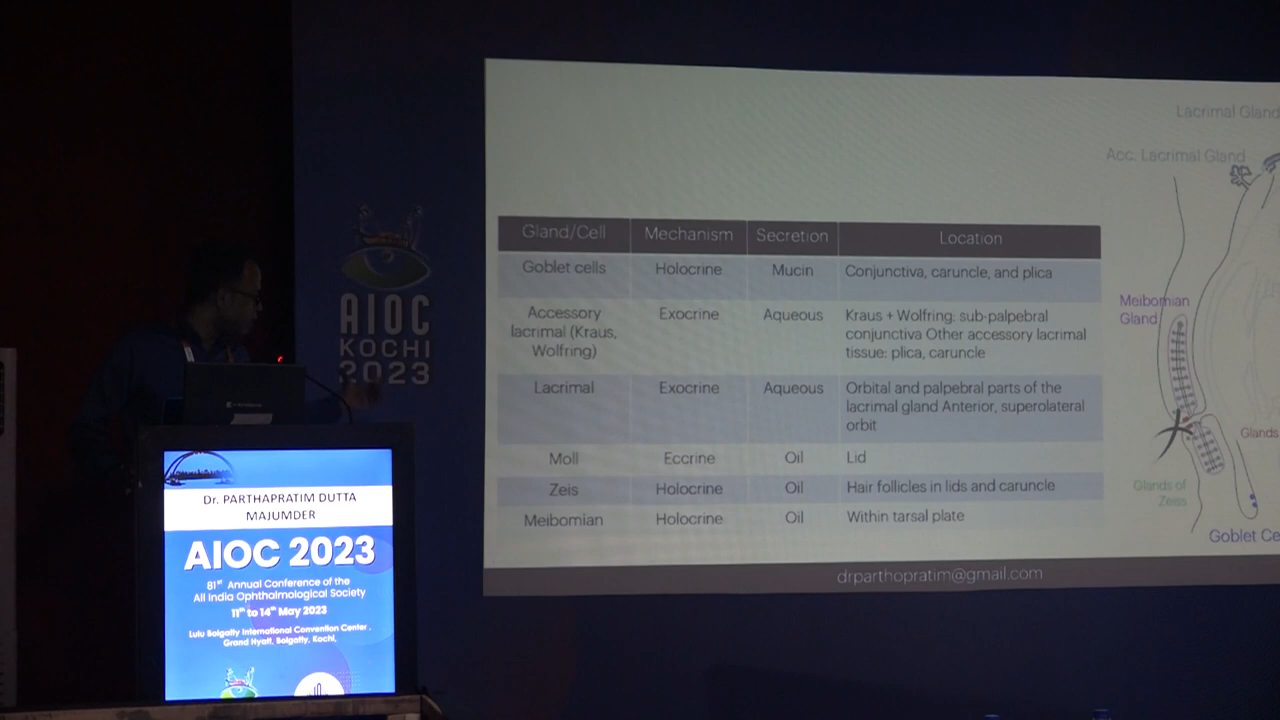 AIOC
KOCHI
2023
Dr. PARTHAPRATIM DUTTA
MAJUMDER
AIOC 2023
81st Annual Conference of the
All India Ophthalmological Society
11th to 14th May 2023
Lulu Bolgatty International Convention Center ,
Grand Hyatt, Bolgatty, Kochi,
Gland/Cell Mechanism Secretion Location
Goblet cells Holocrine Mucin Conjunctiva, caruncle, and plica
Accessory lacrimal (Kraus, Wolfring) Exocrine Aqueous Kraus + Wolfring: sub-palpebral conjunctiva Other accessory lacrimal tissue: plica, caruncle
Lacrimal Exocrine Aqueous Orbital and palpebral parts of the lacrimal gland Anterior, superolateral orbit
Moll Eccrine Oil Lid
Zeis Holocrine Oil Hair follicles in lids and caruncle
Meibomian Holocrine Oil Within tarsal plate
Lacrimal Gland
Acc. Lacrimal Gland
Meibomian
Gland
Glands
Glands of
Zeiss
Goblet Ce
drparthopratim@gmail.com